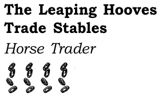 The Leaping Hooves
Trade Stables
Horse Trader